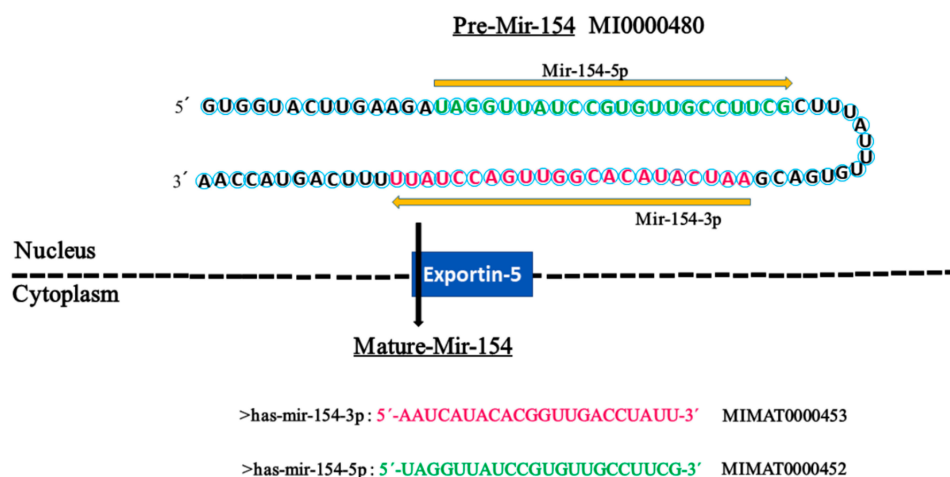 Pre-Mir-154 MI0000480
Mir-154-5p
5´ GUGGUACUUGAAGAUAGGUUAUCCGUGUUGCCUUCGCUUU
A
U
U
3´ AACCAUGACUUUUUAUCCAGUUGGCACAUACUAAGCAGUGU
Mir-154-3p
Nucleus
Exportin-5
Cytoplasm
Mature-Mir-154
>has-mir-154-3p: 5´-AAUCAUACACGGUUGACCUAUU-3´ MIMAT0000453
>has-mir-154-5p: 5´-UAGGUUAUCCGUGUUGCCUUCG-3´ MIMAT0000452